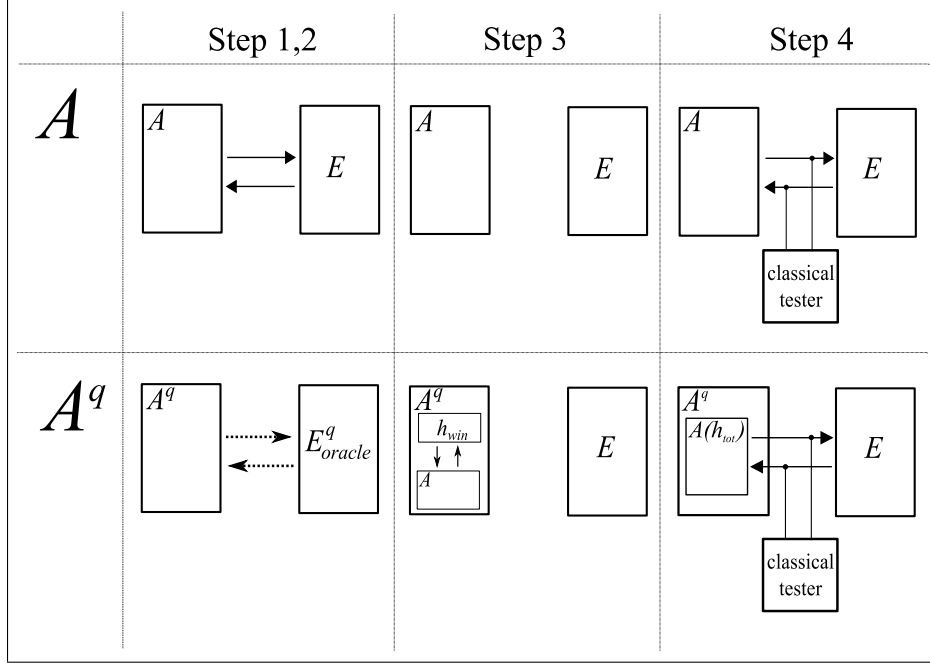 Step 1,2 Step 3 Step 4
A
A E
A E
A E
classical
tester
A^q
A^q E^q_oracle
A^q
h_win
A
E
A^q
A(h_tot)
E
classical
tester